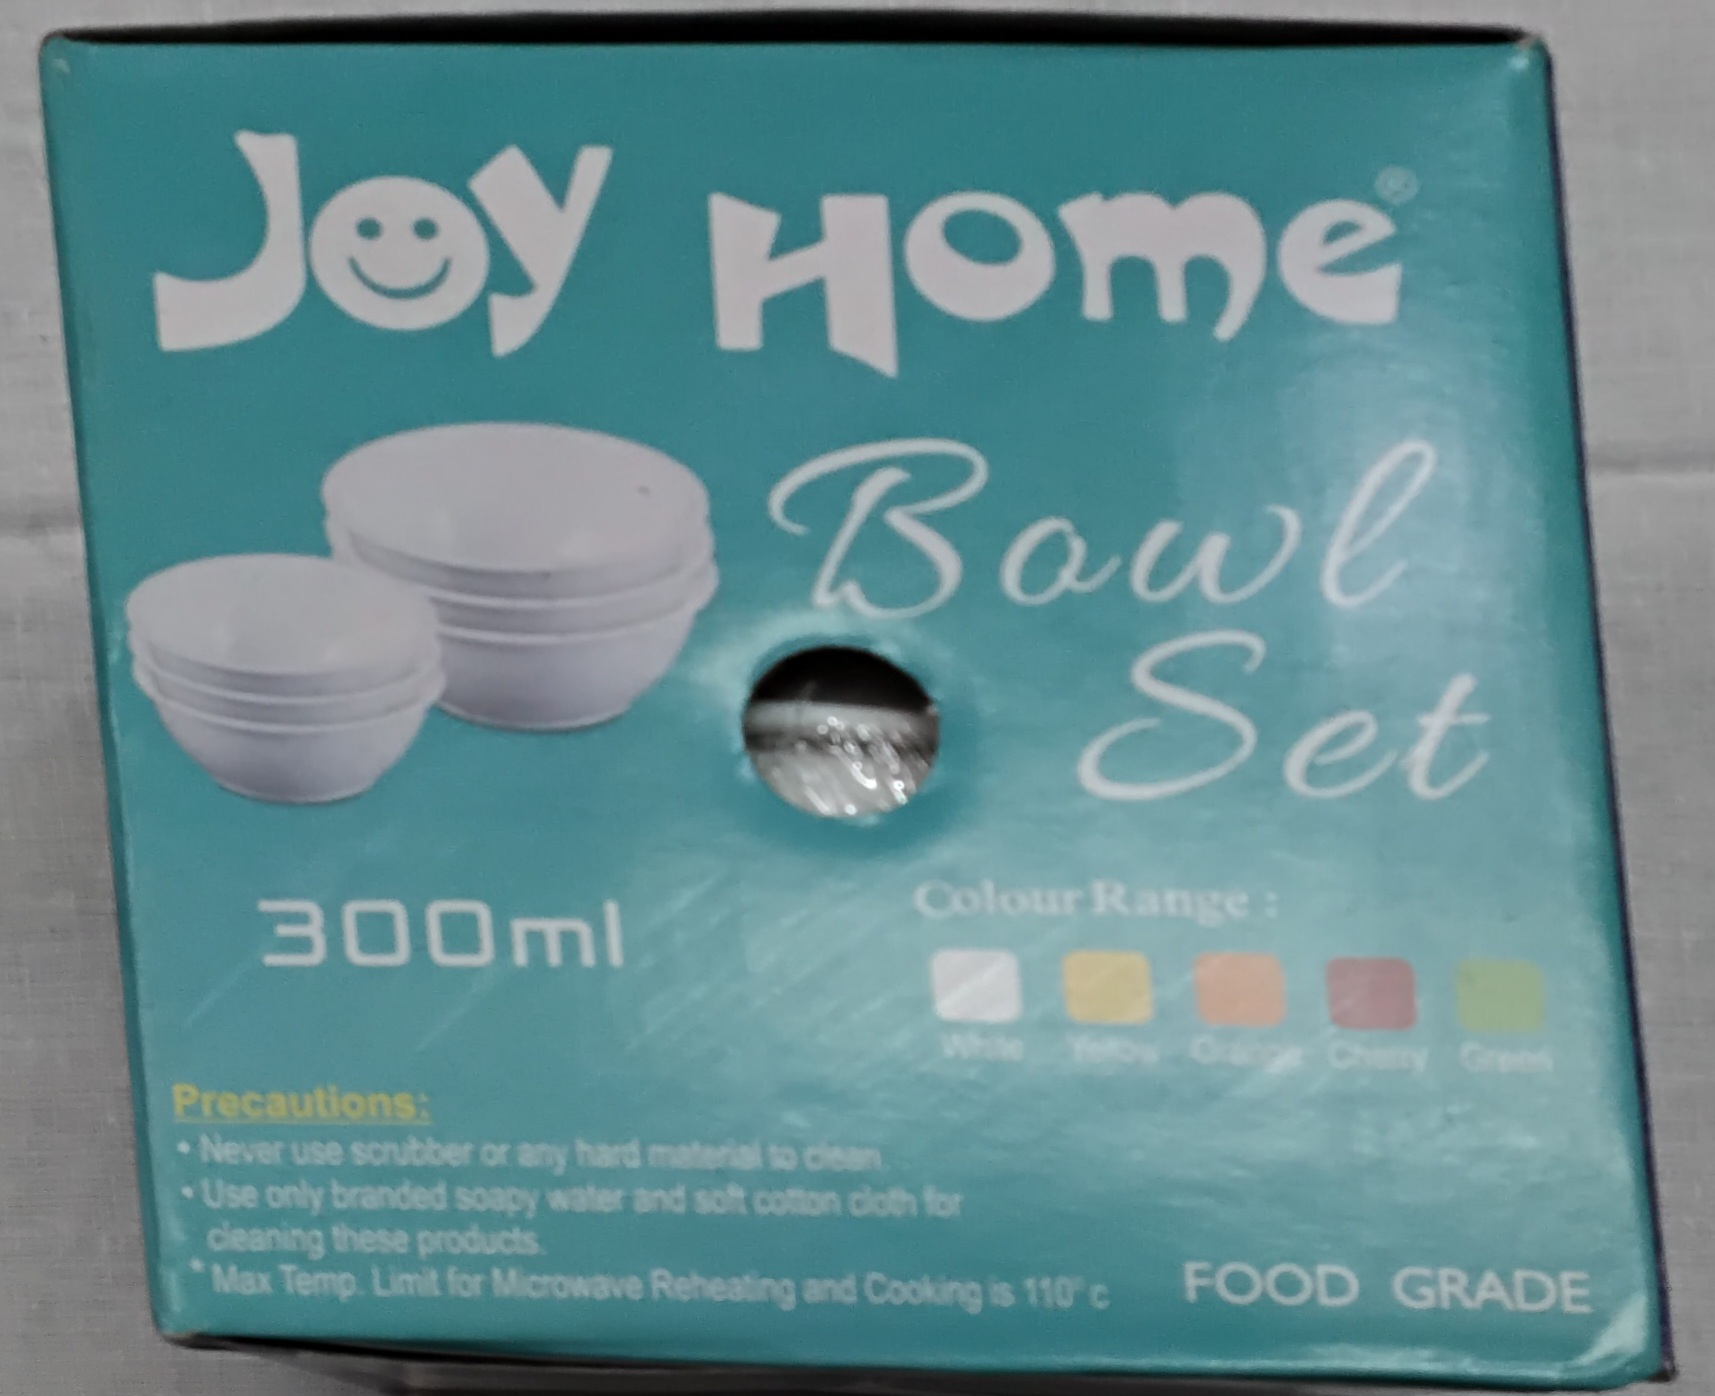 Joy Home®
Bowl
Set
300ml
Colour Range :
White Yellow Orange Cherry Green
Precautions:
• Never use scrubber or any hard material to clean.
• Use only branded soapy water and soft cotton cloth for
cleaning these products.
* Max Temp. Limit for Microwave Reheating and Cooking is 110° c
FOOD GRADE